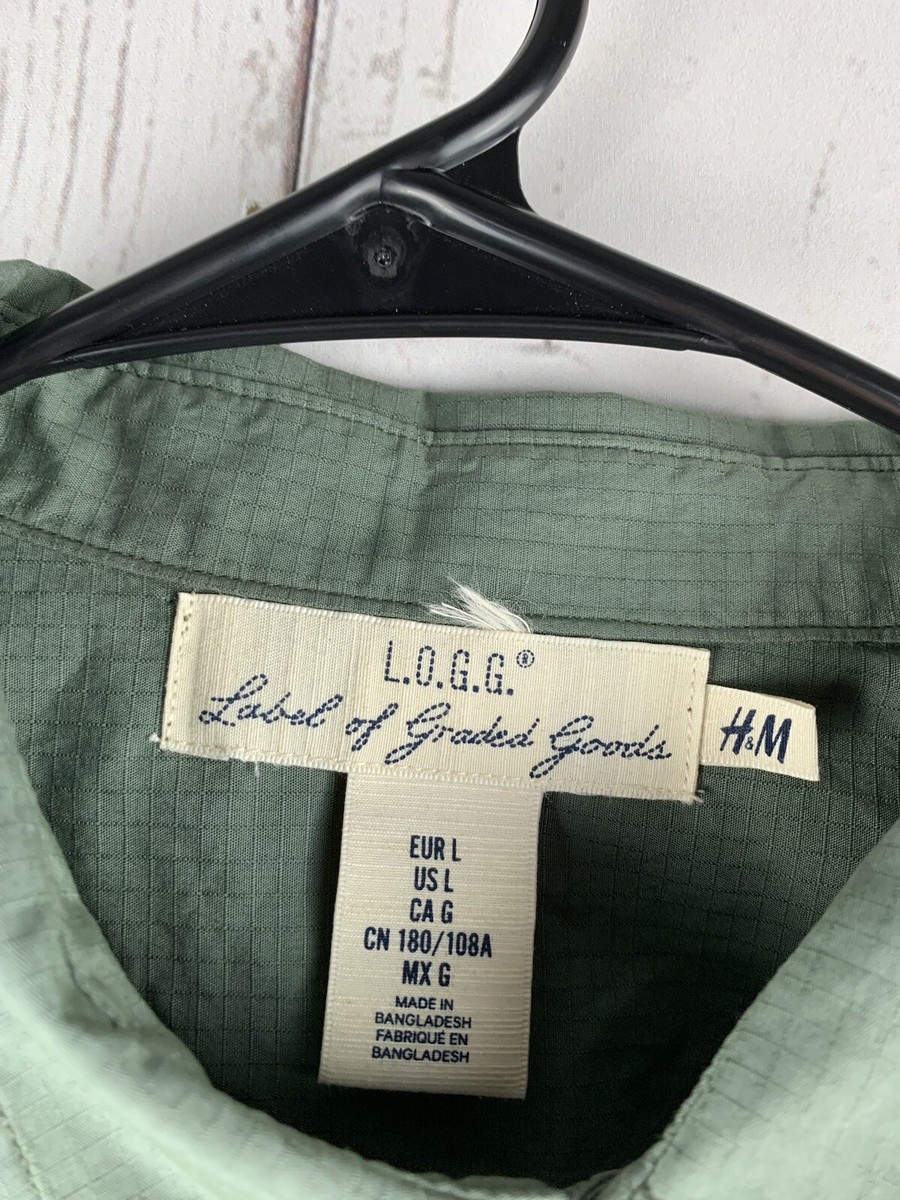 L.O.G.G.®
Label of Graded Goods
H&M
EUR L
US L
CA G
CN 180/108A
MX G
MADE IN
BANGLADESH
FABRIQUÉ EN
BANGLADESH